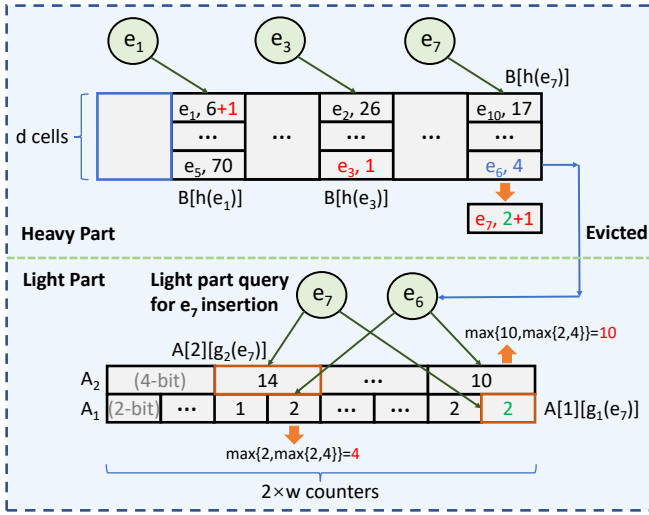 e1
e3
e7
B[h(e7)]
d cells
e1, 6+1
...
e5, 70
...
e2, 26
...
e3, 1
...
e10, 17
...
e6, 4
B[h(e1)]
B[h(e3)]
e7, 2+1
Heavy Part
Evicted
Light Part
Light part query
for e7 insertion
e7
e6
max{10,max{2,4}}=10
A[2][g2(e7)]
A2
(4-bit)
14
...
10
A1
(2-bit)
...
1
2
...
...
2
2
A[1][g1(e7)]
max{2,max{2,4}}=4
2×w counters